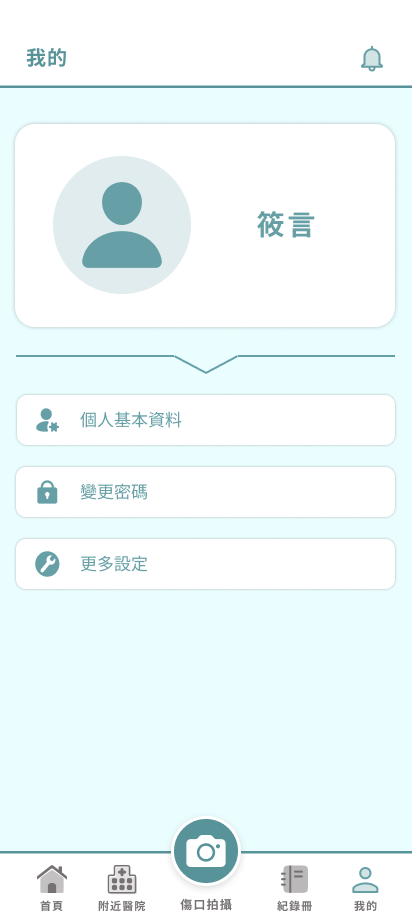 我的
筱言
個人基本資料
變更密碼
更多設定
首頁
附近醫院
傷口拍攝
紀錄冊
我的